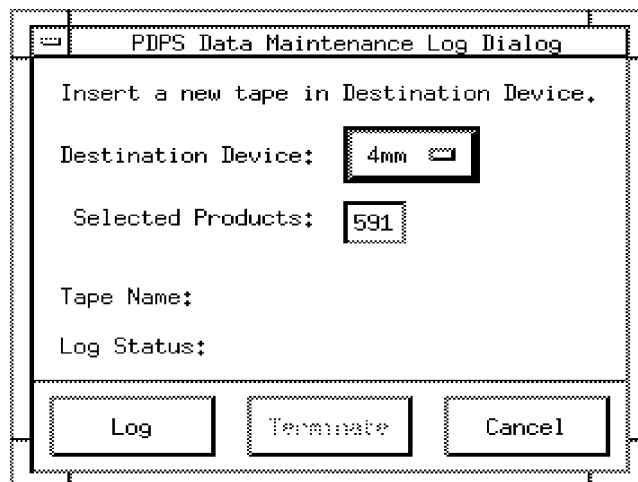 PDPS Data Maintenance Log Dialog
Insert a new tape in Destination Device.
Destination Device: 4mm
Selected Products: 591
Tape Name:
Log Status:
Log Terminate Cancel